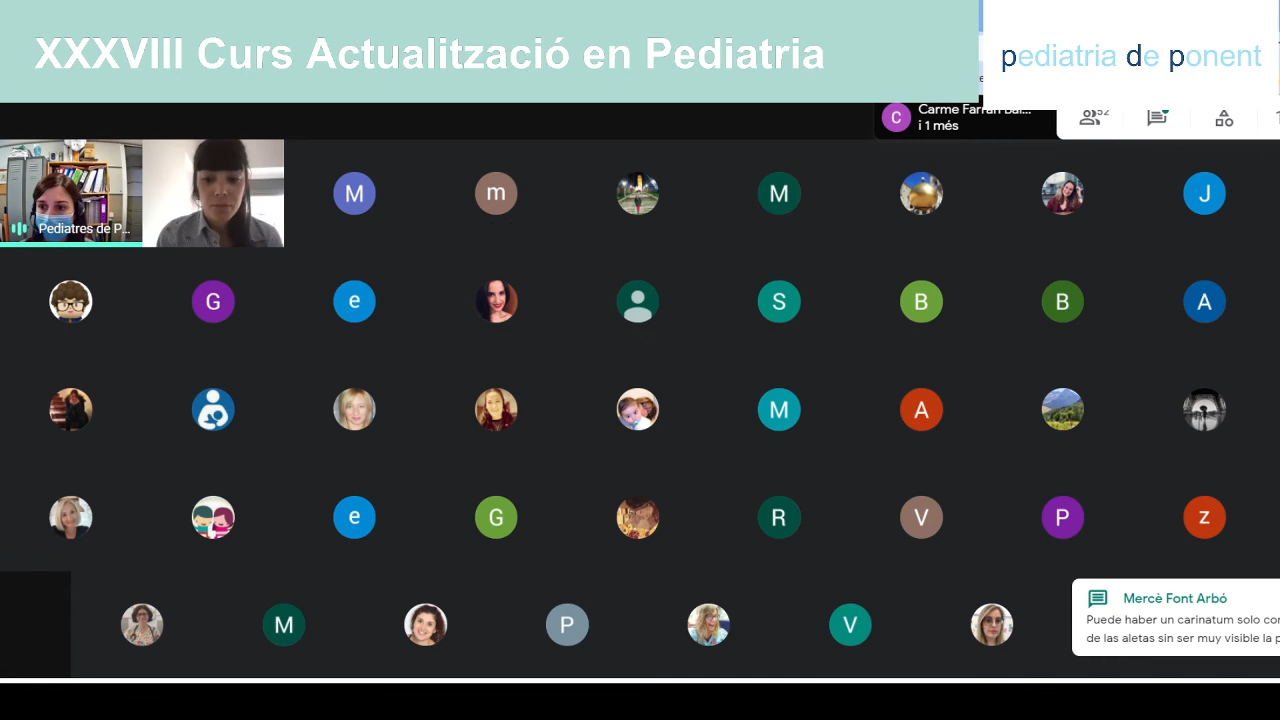 XXXVIII Curs Actualització en Pediatria
pediatria de ponent
C
Carme Farran Bal...
i 1 més
52
Pediatres de P...
M
m
M
J
G
e
S
B
B
A
M
A
e
G
R
V
P
z
M
P
V
Mercè Font Arbó
Puede haber un carinatum solo
de las aletas sin ser muy visible la